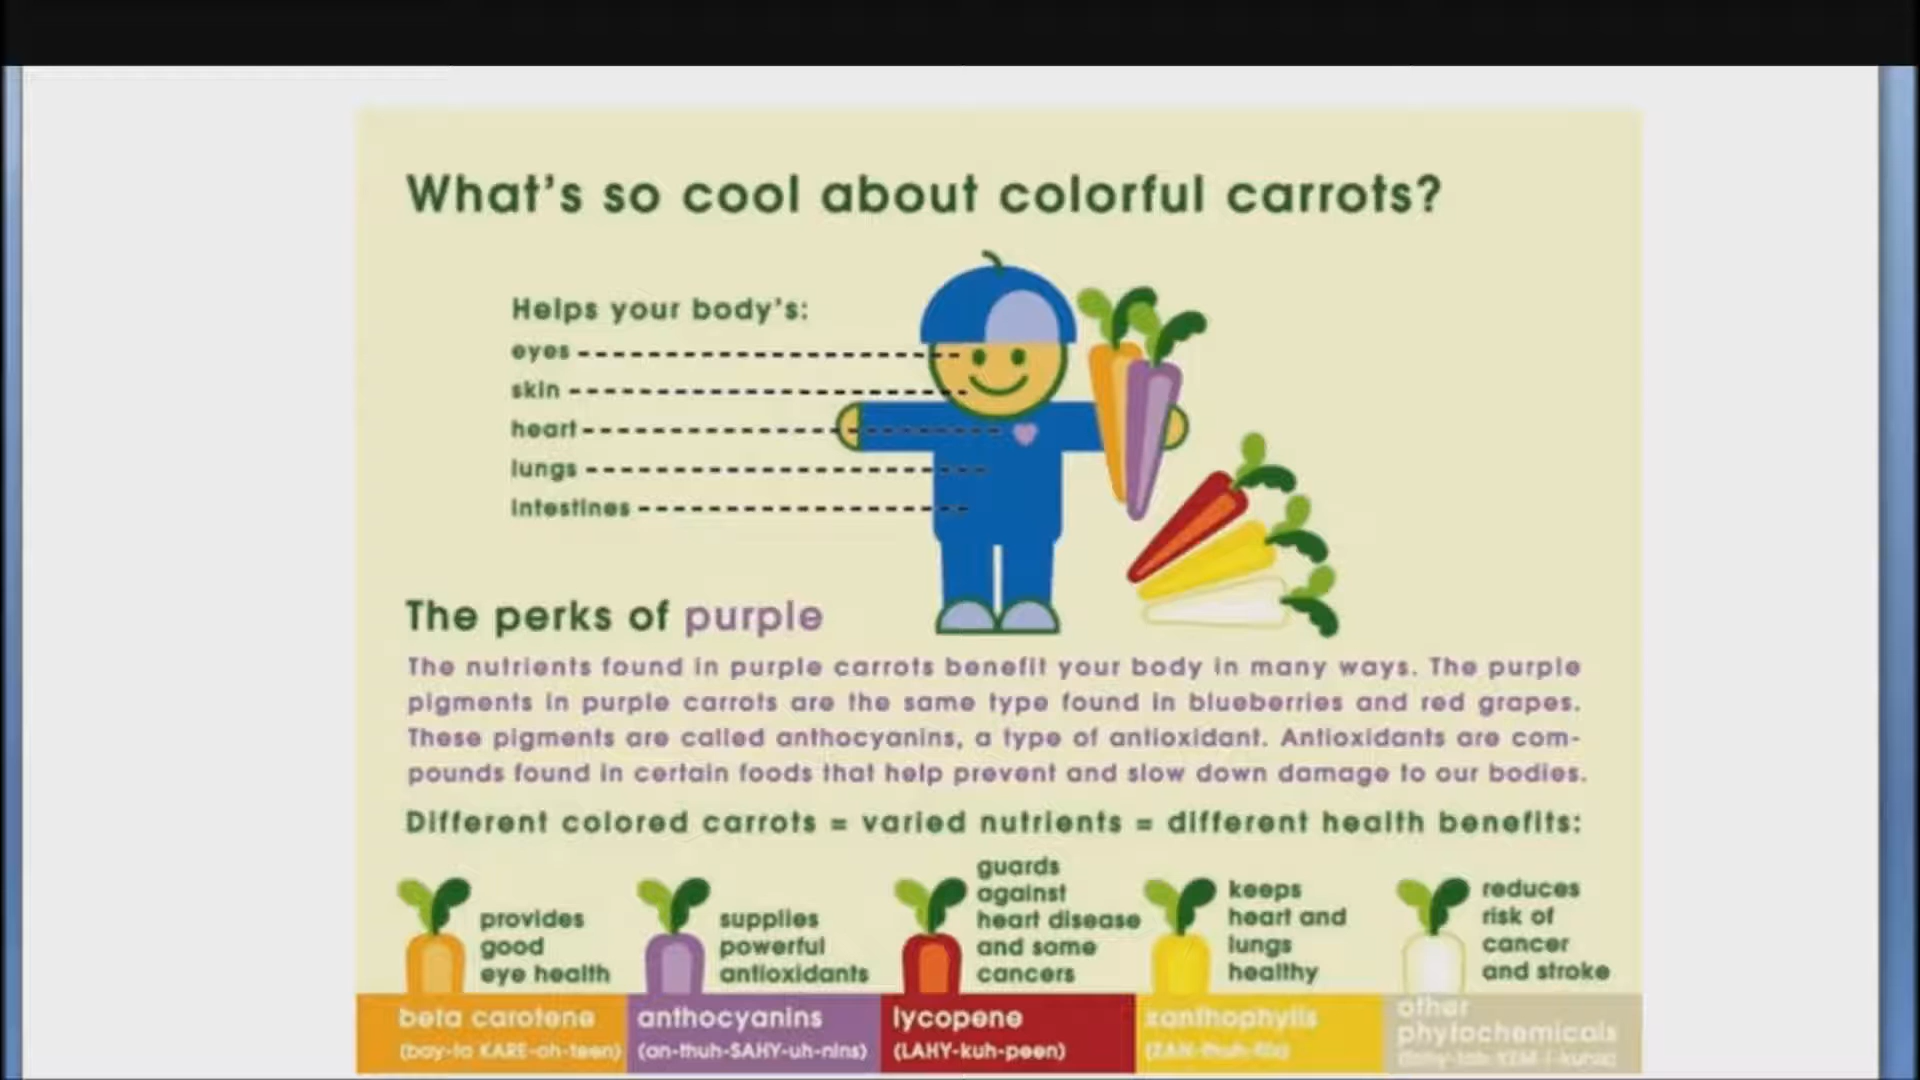 What's so cool about colorful carrots?
Helps your body's:
eyes
skin
heart
lungs
intestines
The perks of purple
The nutrients found in purple carrots benefit your body in many ways. The purple
pigments in purple carrots are the same type found in blueberries and red grapes.
These pigments are called anthocyanins, a type of antioxidant. Antioxidants are com-
pounds found in certain foods that help prevent and slow down damage to our bodies.
Different colored carrots = varied nutrients = different health benefits:
provides
good
eye health
beta carotene
(bay-ta KARE-oh-teen)
supplies
powerful
antioxidants
anthocyanins
(an-thuh-SAHY-uh-nins)
guards
against
heart disease
and some
cancers
lycopene
(LAHY-kuh-peen)
keeps
heart and
lungs
healthy
xanthophylls
reduces
risk of
cancer
and stroke
other
phytochemicals